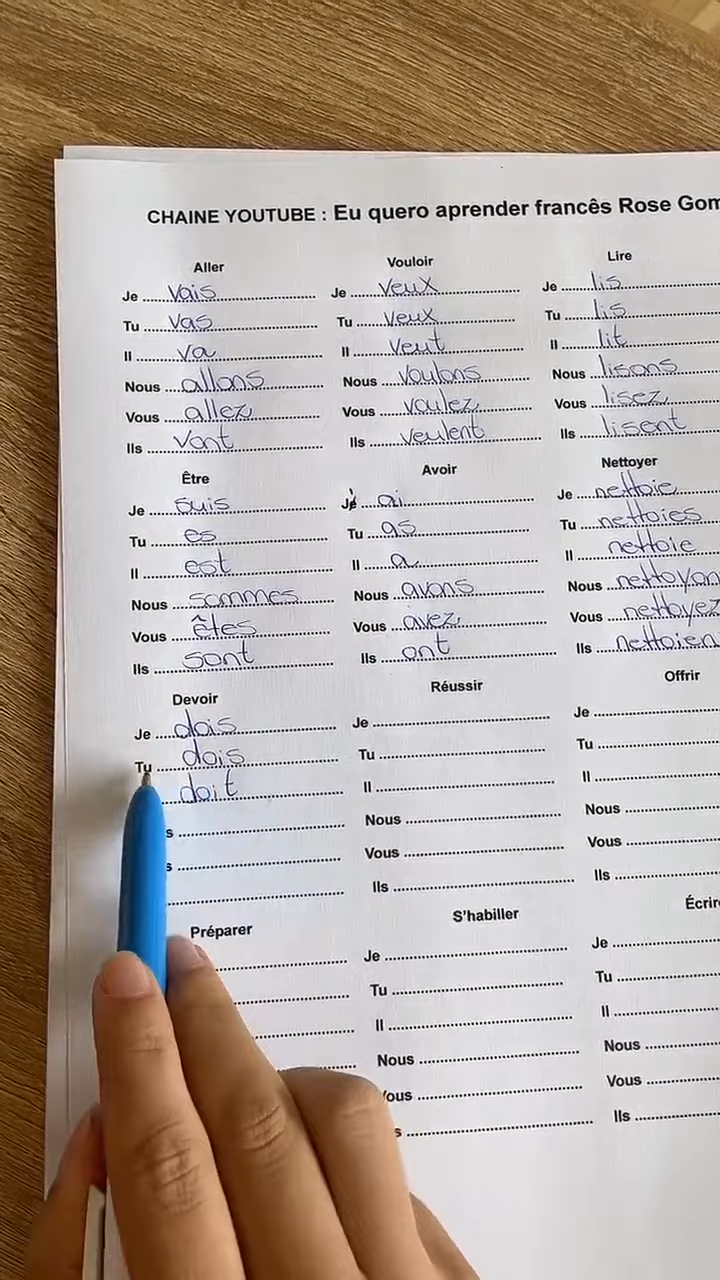 CHAINE YOUTUBE : Eu quero aprender francês Rose Gom
Aller
Je vais
Tu vas
Il va
Nous allons
Vous allez
Ils vont
Vouloir
Je veux
Tu veux
Il veut
Nous voulons
Vous voulez
Ils veulent
Lire
Je lis
Tu lis
Il lit
Nous lisons
Vous lisez
Ils lisent
Être
Je suis
Tu es
Il est
Nous sommes
Vous êtes
Ils sont
Avoir
J' ai
Tu as
Il a
Nous avons
Vous avez
Ils ont
Nettoyer
Je nettoie
Tu nettoies
Il nettoie
Nous nettoyon
Vous nettoyez
Ils nettoien
Devoir
Je dois
Tu dois
doit
s
s
Réussir
Je
Tu
Il
Nous
Vous
Ils
Offrir
Je
Tu
Il
Nous
Vous
Ils
Préparer
S'habiller
Je
Tu
Il
Nous
ous
s
Écrir
Je
Tu
Il
Nous
Vous
Ils